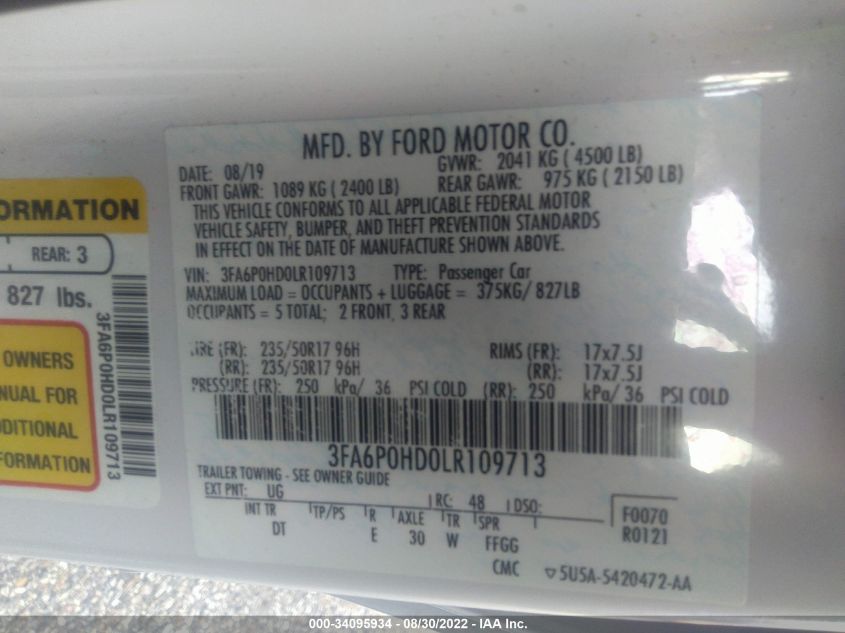 MFD. BY FORD MOTOR CO.
DATE: 08/19 GVWR: 2041 KG ( 4500 LB)
FRONT GAWR: 1089 KG ( 2400 LB) REAR GAWR: 975 KG ( 2150 LB)
THIS VEHICLE CONFORMS TO ALL APPLICABLE FEDERAL MOTOR
VEHICLE SAFETY, BUMPER, AND THEFT PREVENTION STANDARDS
IN EFFECT ON THE DATE OF MANUFACTURE SHOWN ABOVE.
VIN: 3FA6P0HD0LR109713 TYPE: Passenger Car
MAXIMUM LOAD = OCCUPANTS + LUGGAGE = 375KG/ 827LB
OCCUPANTS = 5 TOTAL; 2 FRONT, 3 REAR
TIRE (FR): 235/50R17 96H RIMS (FR): 17x7.5J
(RR): 235/50R17 96H (RR): 17x7.5J
PRESSURE (FR): 250 kPa/ 36 PSI COLD (RR): 250 kPa/ 36 PSI COLD
3FA6P0HD0LR109713
TRAILER TOWING - SEE OWNER GUIDE
EXT PNT: UG RC: 48 DSO:
INT TR TP/PS R AXLE TR SPR
DT E 30 W FFGG
F0070
R0121
CMC ▽5U5A-5420472-AA
ORMATION
REAR: 3
827 lbs.
OWNERS
NUAL FOR
DDITIONAL
FORMATION
3FA6P0HD0LR109713
000-34095934 - 08/30/2022 - IAA Inc.